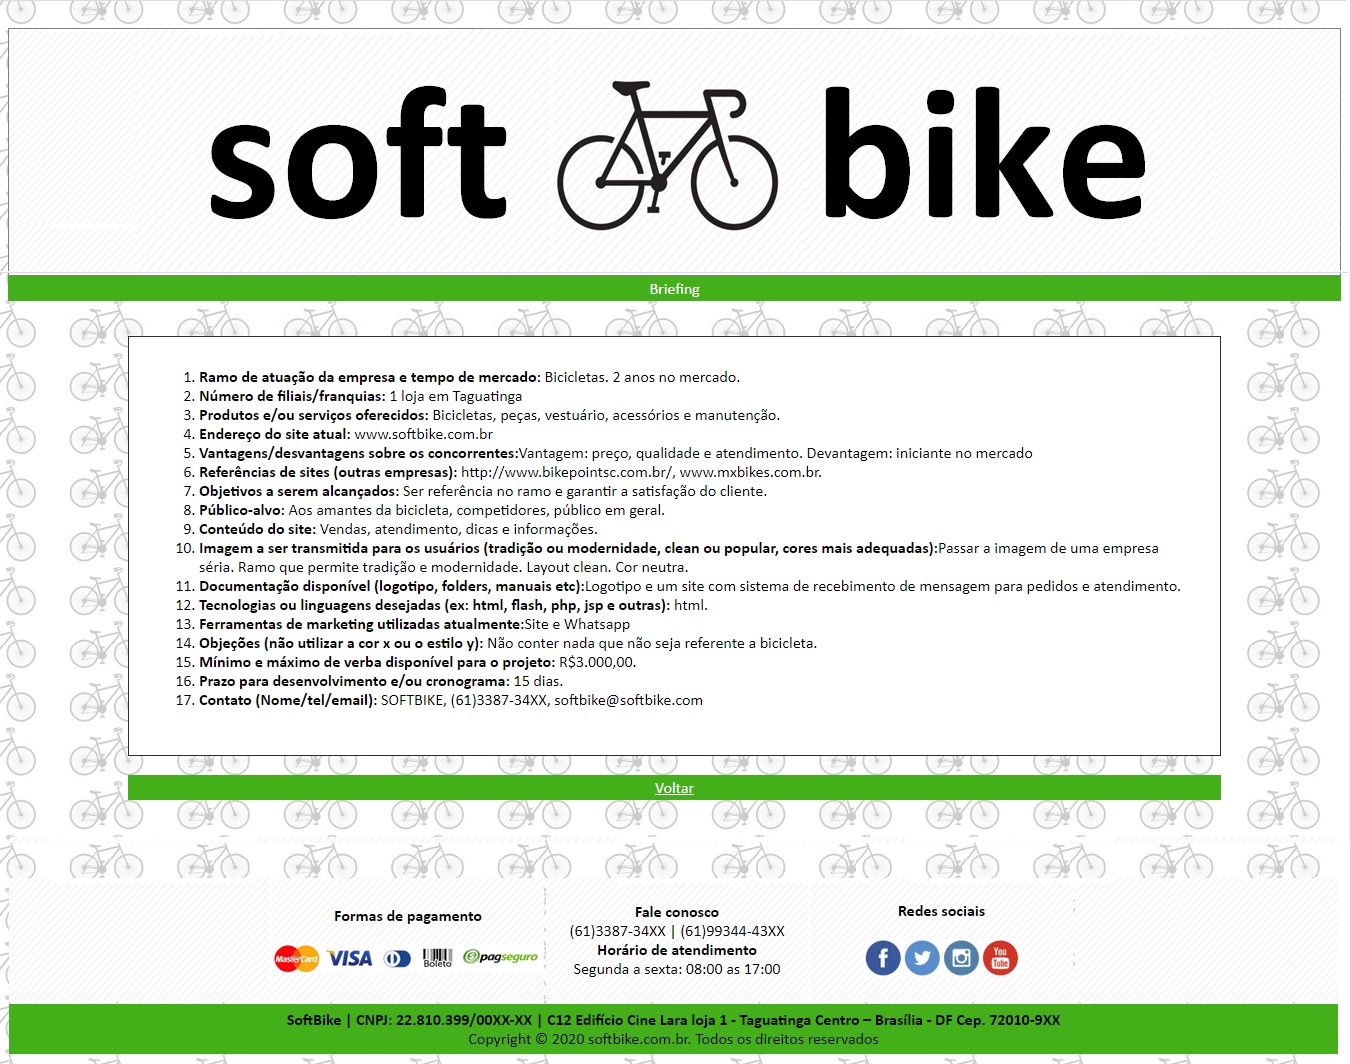 soft bike
Briefing
1. Ramo de atuação da empresa e tempo de mercado: Bicicletas. 2 anos no mercado.
2. Número de filiais/franquias: 1 loja em Taguatinga
3. Produtos e/ou serviços oferecidos: Bicicletas, peças, vestuário, acessórios e manutenção.
4. Endereço do site atual: www.softbike.com.br
5. Vantagens/desvantagens sobre os concorrentes:Vantagem: preço, qualidade e atendimento. Devantagem: iniciante no mercado
6. Referências de sites (outras empresas): http://www.bikepointsc.com.br/, www.mxbikes.com.br.
7. Objetivos a serem alcançados: Ser referência no ramo e garantir a satisfação do cliente.
8. Público-alvo: Aos amantes da bicicleta, competidores, público em geral.
9. Conteúdo do site: Vendas, atendimento, dicas e informações.
10. Imagem a ser transmitida para os usuários (tradição ou modernidade, clean ou popular, cores mais adequadas):Passar a imagem de uma empresa
séria. Ramo que permite tradição e modernidade. Layout clean. Cor neutra.
11. Documentação disponível (logotipo, folders, manuais etc):Logotipo e um site com sistema de recebimento de mensagem para pedidos e atendimento.
12. Tecnologias ou linguagens desejadas (ex: html, flash, php, jsp e outras): html.
13. Ferramentas de marketing utilizadas atualmente:Site e Whatsapp
14. Objeções (não utilizar a cor x ou o estilo y): Não conter nada que não seja referente a bicicleta.
15. Mínimo e máximo de verba disponível para o projeto: R$3.000,00.
16. Prazo para desenvolvimento e/ou cronograma: 15 dias.
17. Contato (Nome/tel/email): SOFTBIKE, (61)3387-34XX, softbike@softbike.com
Voltar
Formas de pagamento
MasterCard VISA Boleto pagseguro
Fale conosco
(61)3387-34XX | (61)99344-43XX
Horário de atendimento
Segunda a sexta: 08:00 as 17:00
Redes sociais
f You Tube
SoftBike | CNPJ: 22.810.399/00XX-XX | C12 Edifício Cine Lara loja 1 - Taguatinga Centro – Brasília - DF Cep. 72010-9XX
Copyright © 2020 softbike.com.br. Todos os direitos reservados